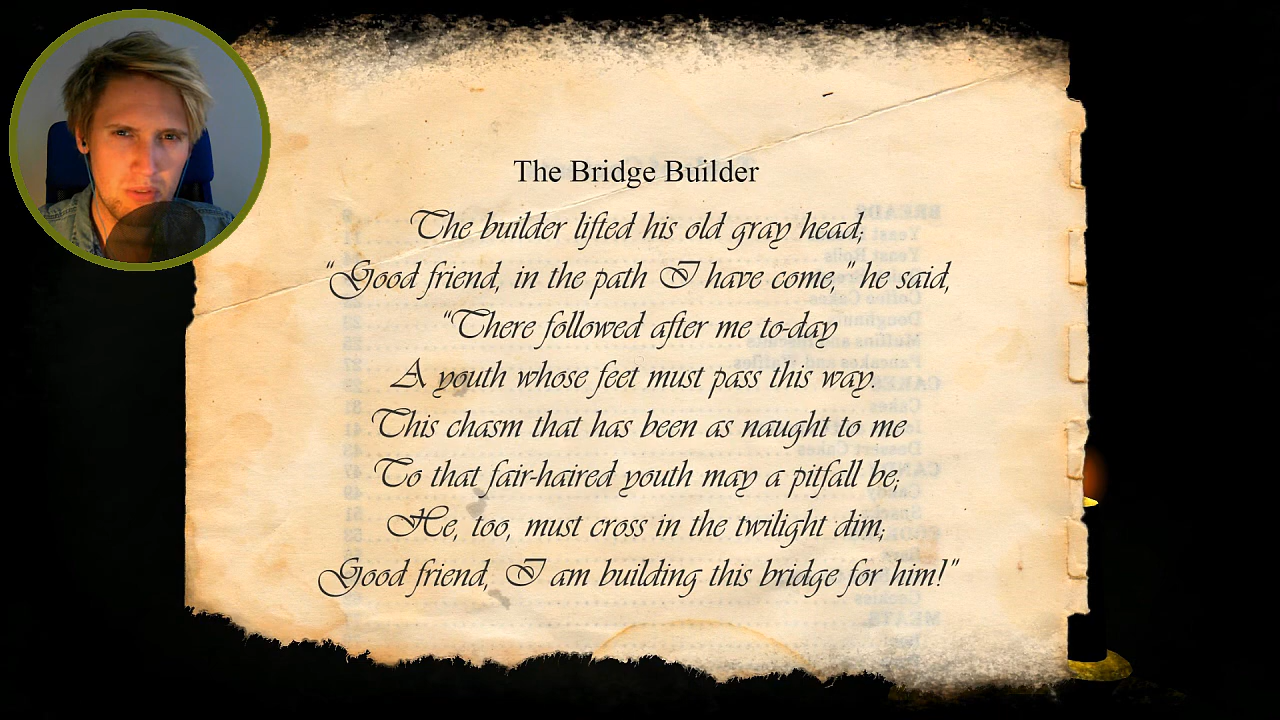 The Bridge Builder
The builder lifted his old gray head;
"Good friend, in the path I have come," he said,
"There followed after me to-day
A youth whose feet must pass this way.
This chasm that has been as naught to me
To that fair-haired youth may a pitfall be;
He, too, must cross in the twilight dim;
Good friend, I am building this bridge for him!"